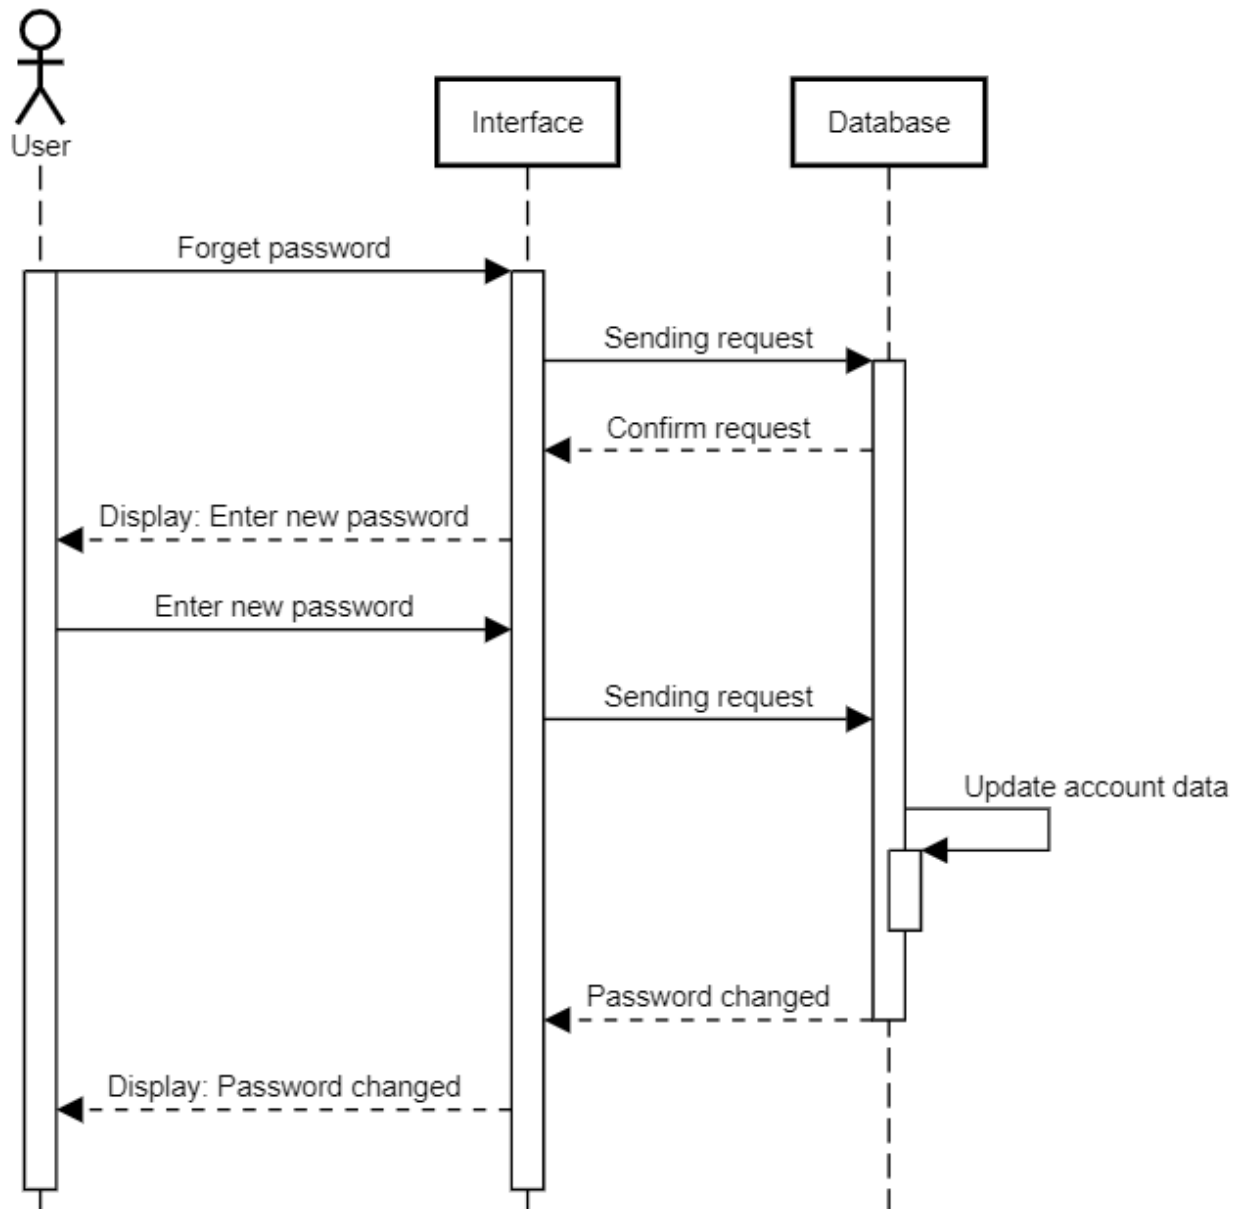 User
Interface
Database
Forget password
Sending request
Confirm request
Display: Enter new password
Enter new password
Sending request
Update account data
Password changed
Display: Password changed